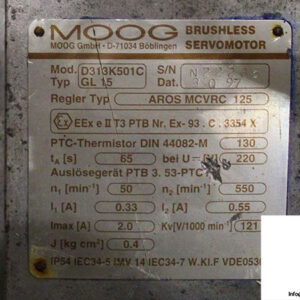 MOOG BRUSHLESS SERVOMOTOR
MOOG GmbH - D-71034 Böblingen
Mod. D313K501C S/N
Typ GL 15
Regler Typ AROS MCVRC 125
Ex EEx e II T3 PTB Nr. Ex- 93 . C . 3354 X
PTC-Thermistor DIN 44082-M 130
tA [s] 65 bei U~ [V] 220
Auslösegerät PTB 3. 53-PTC
n1 [min-1] 50 n2 [min-1] 550
I1 [A] 0.33 I2 [A] 0.55
Imax [A] 2.0 Kv[V/1000 min-1] 121
J [kg cm2] 0.4
IP54 IEC34-5 IMV 14 IEC34-7 W.KI.F VDE0530